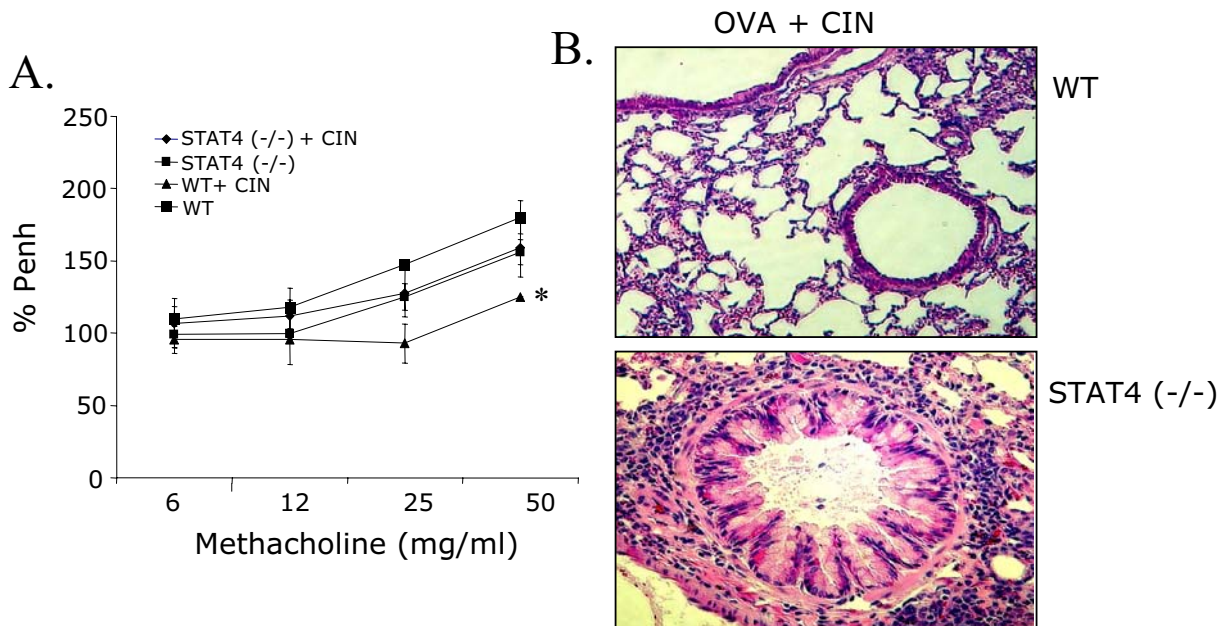 A.
250
200
150
100
50
0
% Penh
STAT4 (-/-) + CIN
STAT4 (-/-)
WT+ CIN
WT
*
6 12 25 50
Methacholine (mg/ml)
B.
OVA + CIN
WT
STAT4 (-/-)